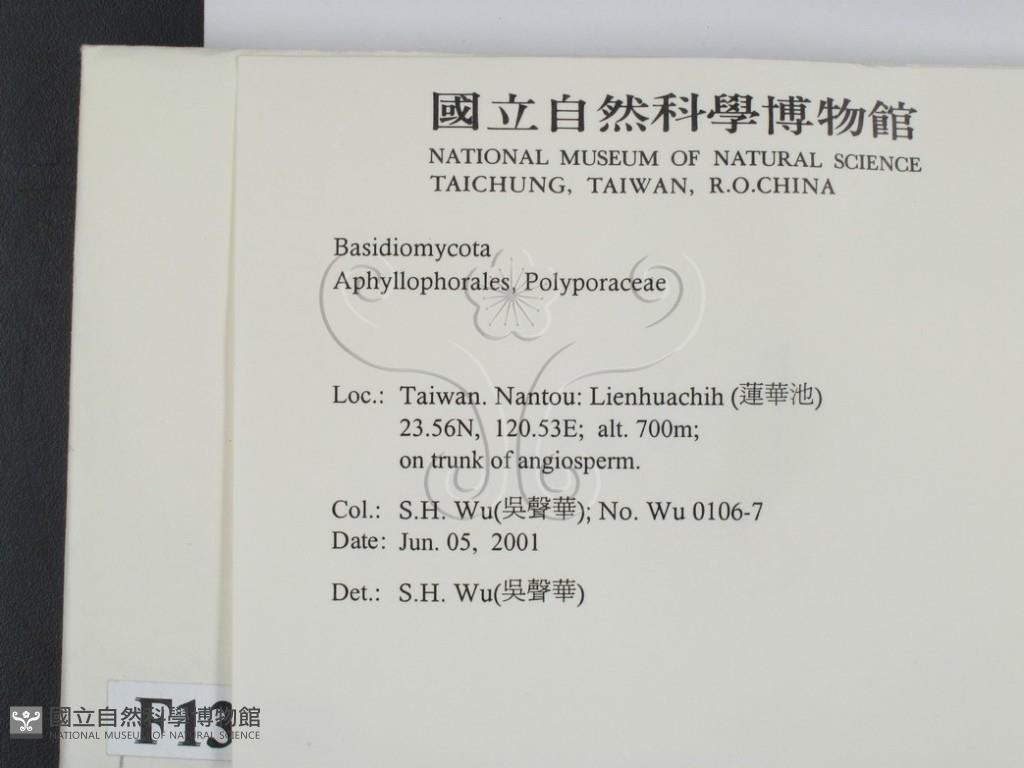 國立自然科學博物館
NATIONAL MUSEUM OF NATURAL SCIENCE
TAICHUNG, TAIWAN, R.O.CHINA
Basidiomycota
Aphyllophorales, Polyporaceae
Loc.: Taiwan. Nantou: Lienhuachih (蓮華池)
23.56N, 120.53E; alt. 700m;
on trunk of angiosperm.
Col.: S.H. Wu(吳聲華); No. Wu 0106-7
Date: Jun. 05, 2001
Det.: S.H. Wu(吳聲華)
F13
國立自然科學博物館
NATIONAL MUSEUM OF NATURAL SCIENCE